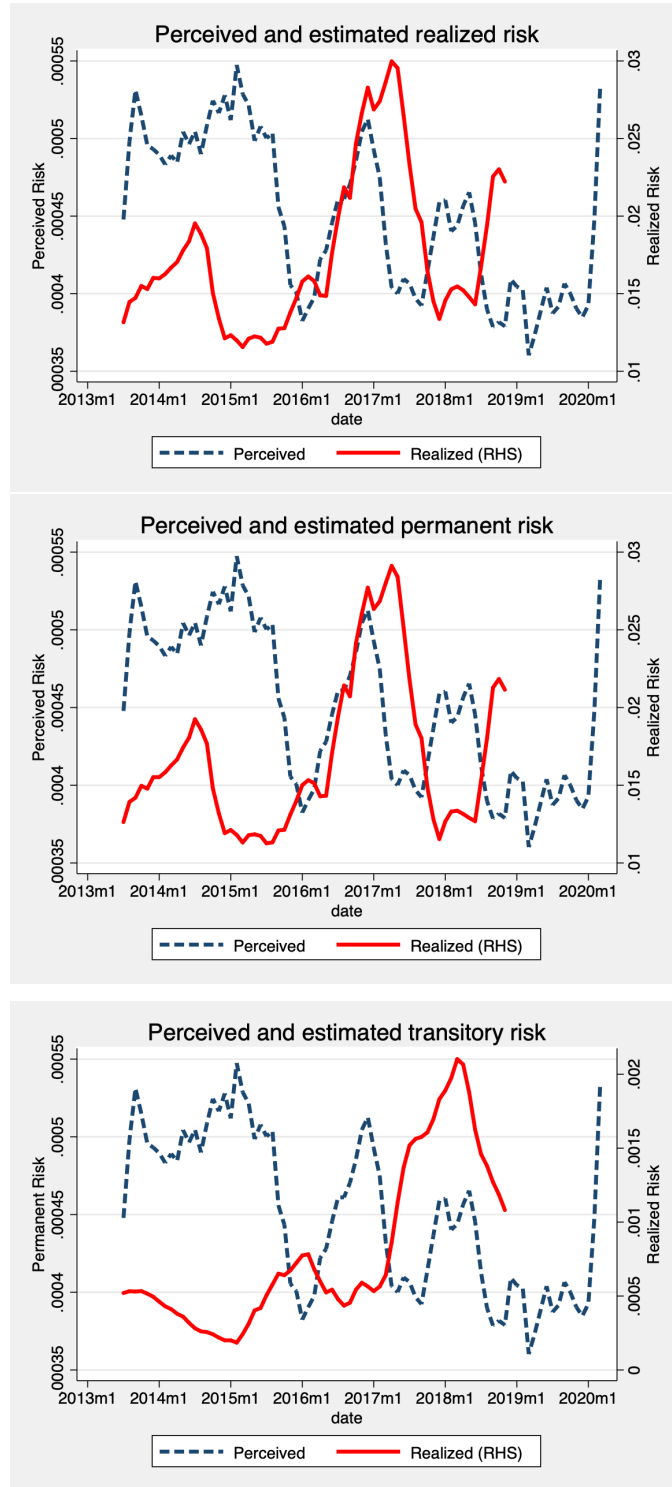 Perceived and estimated realized risk
Perceived Risk
.00035 .0004 .00045 .0005 .00055
Realized Risk
.01 .015 .02 .025 .03
2013m1 2014m1 2015m1 2016m1 2017m1 2018m1 2019m1 2020m1
date
Perceived Realized (RHS)
Perceived and estimated permanent risk
Perceived Risk
.00035 .0004 .00045 .0005 .00055
Realized Risk
.01 .015 .02 .025 .03
2013m1 2014m1 2015m1 2016m1 2017m1 2018m1 2019m1 2020m1
date
Perceived Realized (RHS)
Perceived and estimated transitory risk
Permanent Risk
.00035 .0004 .00045 .0005 .00055
Realized Risk
0 .0005 .001 .0015 .002
2013m1 2014m1 2015m1 2016m1 2017m1 2018m1 2019m1 2020m1
date
Perceived Realized (RHS)